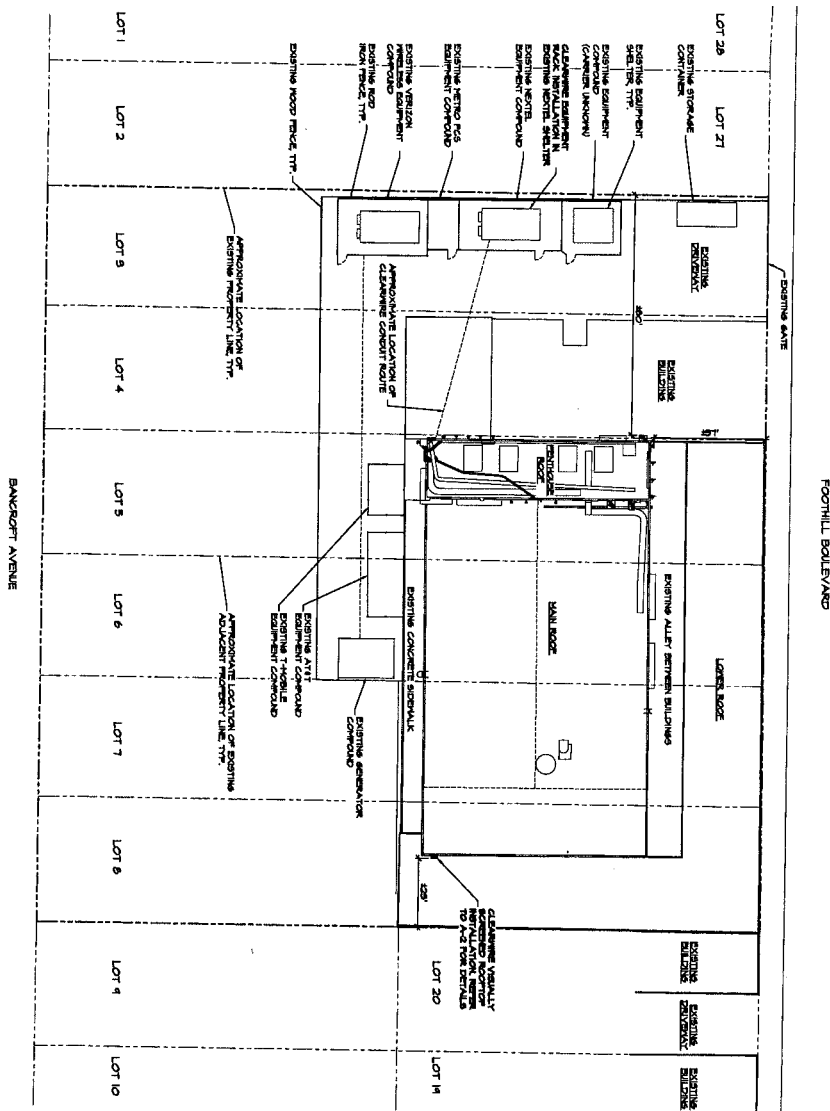 FOOTHILL BOULEVARD
EXISTING GATE
LOT 28
LOT 27
EXISTING STORAGE
CONTAINER
EXISTING
DRIVEWAY
EXISTING EQUIPMENT
SHELTER, TYP.
EXISTING EQUIPMENT
COMPOUND
(CARRIER UNKNOWN)
CLEARWIRE EQUIPMENT
RACK INSTALLATION IN
EXISTING NEXTEL SHELTER
EXISTING NEXTEL
EQUIPMENT COMPOUND
EXISTING METRO PCS
EQUIPMENT COMPOUND
EXISTING VERIZON
WIRELESS EQUIPMENT
COMPOUND
EXISTING ROD
IRON FENCE, TYP.
EXISTING WOOD FENCE, TYP.
±80'
EXISTING
BUILDING
APPROXIMATE LOCATION OF
CLEARWIRE CONDUIT ROUTE
PENTHOUSE
ROOF
LOWER ROOF
EXISTING ALLEY BETWEEN BUILDINGS
MAIN ROOF
EXISTING CONCRETE SIDEWALK
EXISTING AT&T
EQUIPMENT COMPOUND
EXISTING T-MOBILE
EQUIPMENT COMPOUND
EXISTING GENERATOR
COMPOUND
±25'
CLEARWIRE VISUALLY
SCREENED ROOFTOP
INSTALLATION. REFER
TO A-2 FOR DETAILS
EXISTING
BUILDING
EXISTING
DRIVEWAY
EXISTING
BUILDING
LOT 20
LOT 19
APPROXIMATE LOCATION OF
EXISTING PROPERTY LINE, TYP.
APPROXIMATE LOCATION OF EXISTING
ADJACENT PROPERTY LINE, TYP.
LOT 1
LOT 2
LOT 3
LOT 4
LOT 5
LOT 6
LOT 7
LOT 8
LOT 9
LOT 10
BANCROFT AVENUE